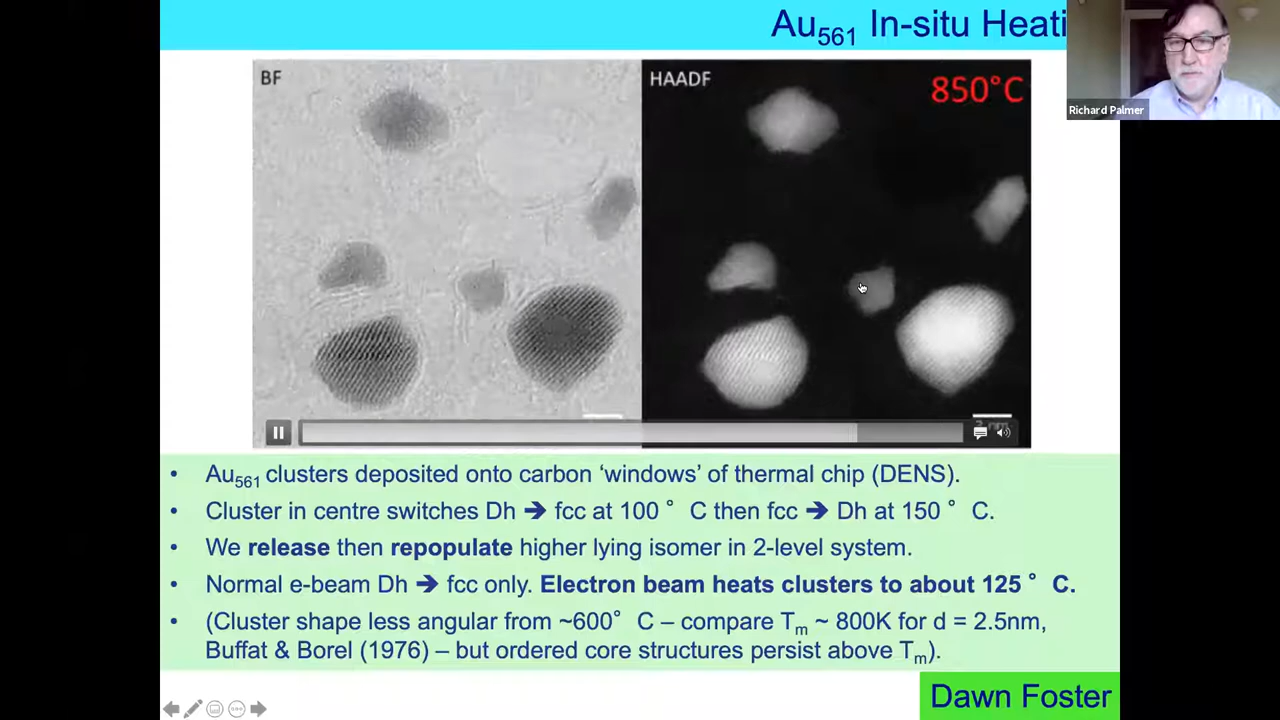 Au561 In-situ Heati
Richard Palmer
BF
HAADF
850°C
• Au561 clusters deposited onto carbon ‘windows’ of thermal chip (DENS).
• Cluster in centre switches Dh ➔ fcc at 100 ° C then fcc ➔ Dh at 150 ° C.
• We release then repopulate higher lying isomer in 2-level system.
• Normal e-beam Dh ➔ fcc only. Electron beam heats clusters to about 125 ° C.
• (Cluster shape less angular from ~600° C – compare Tm ~ 800K for d = 2.5nm,
Buffat & Borel (1976) – but ordered core structures persist above Tm).
Dawn Foster